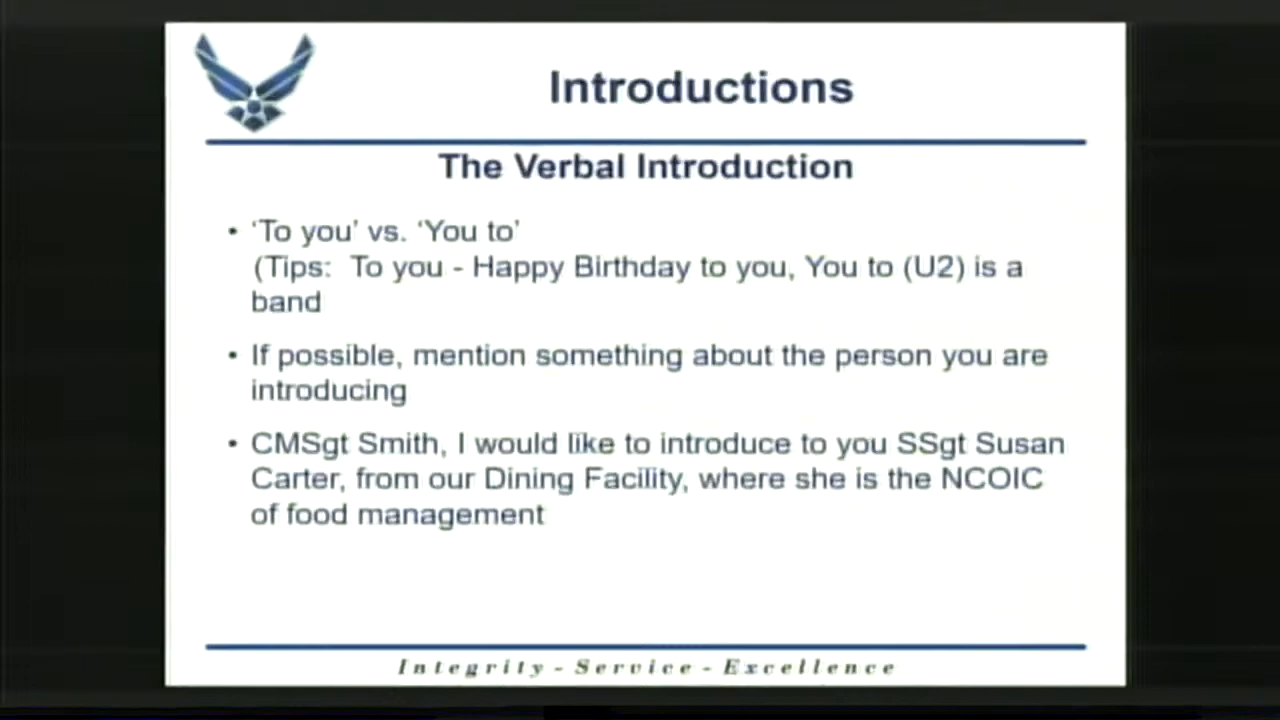 Introductions
The Verbal Introduction
• 'To you' vs. 'You to'
(Tips:  To you - Happy Birthday to you, You to (U2) is a
band
• If possible, mention something about the person you are
introducing
• CMSgt Smith, I would like to introduce to you SSgt Susan
Carter, from our Dining Facility, where she is the NCOIC
of food management
Integrity - Service - Excellence